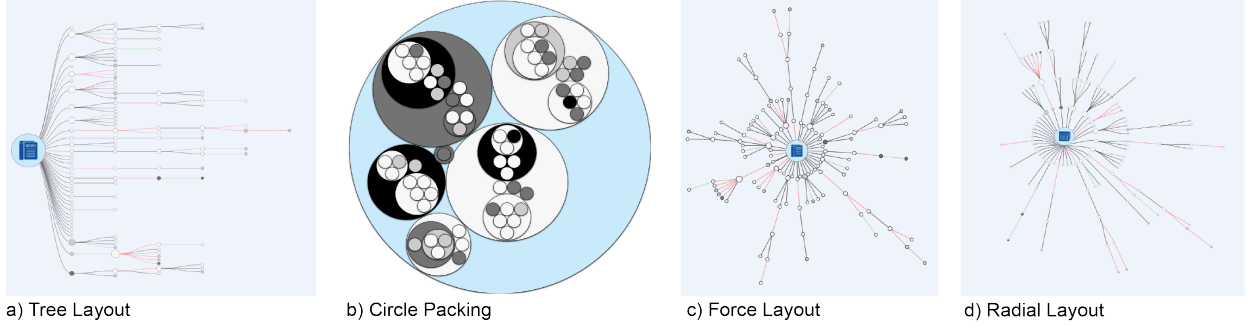 a) Tree Layout
b) Circle Packing
c) Force Layout
d) Radial Layout